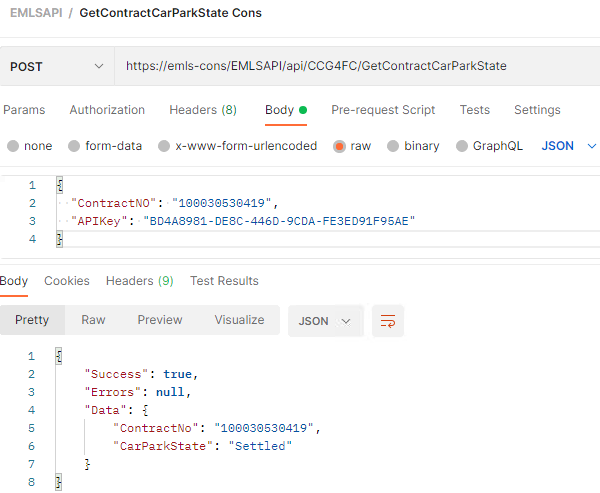 EMLSAPI / GetContractCarParkState Cons
POST https://emls-cons/EMLSAPI/api/CCG4FC/GetContractCarParkState
Params Authorization Headers (8) Body Pre-request Script Tests Settings
none form-data x-www-form-urlencoded raw binary GraphQL JSON
1 {
2 "ContractNO": "100030530419",
3 "APIKey": "BD4A8981-DE8C-446D-9CDA-FE3ED91F95AE"
4 }
Body Cookies Headers (9) Test Results
Pretty Raw Preview Visualize JSON
1 {
2 "Success": true,
3 "Errors": null,
4 "Data": {
5 "ContractNo": "100030530419",
6 "CarParkState": "Settled"
7 }
8 }